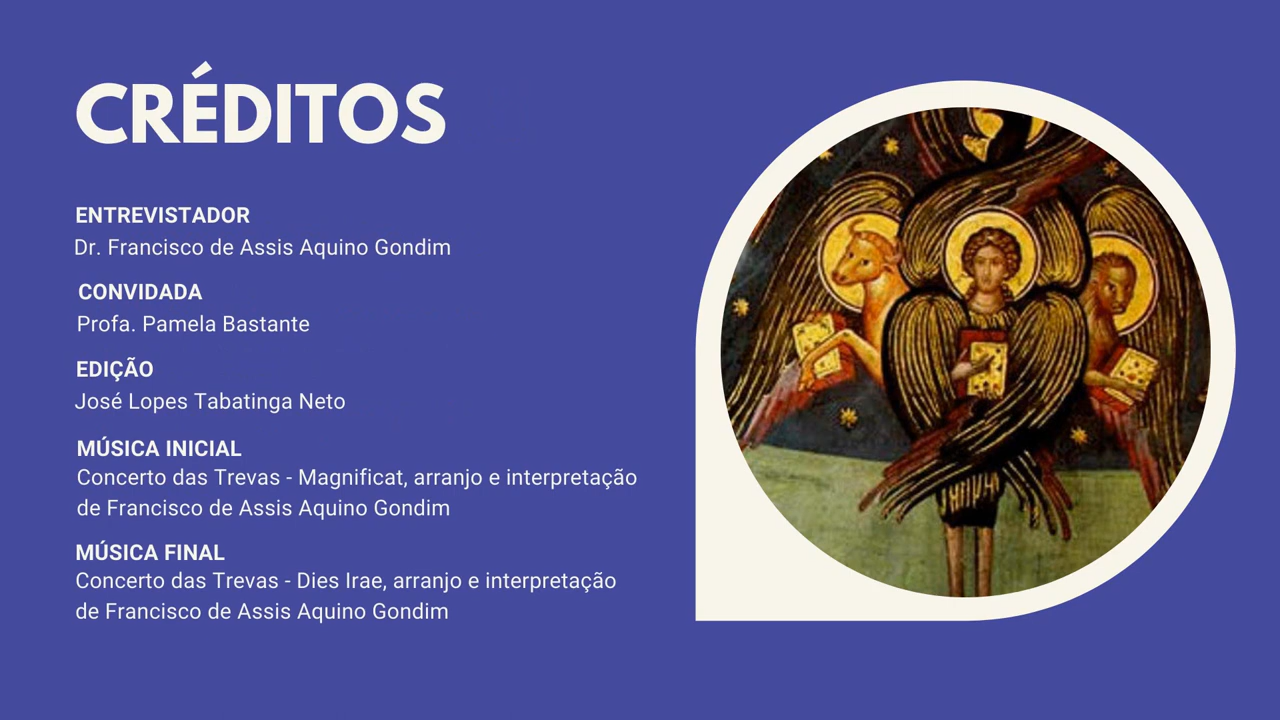 CRÉDITOS
ENTREVISTADOR
Dr. Francisco de Assis Aquino Gondim
CONVIDADA
Profa. Pamela Bastante
EDIÇÃO
José Lopes Tabatinga Neto
MÚSICA INICIAL
Concerto das Trevas - Magnificat, arranjo e interpretação
de Francisco de Assis Aquino Gondim
MÚSICA FINAL
Concerto das Trevas - Dies Irae, arranjo e interpretação
de Francisco de Assis Aquino Gondim